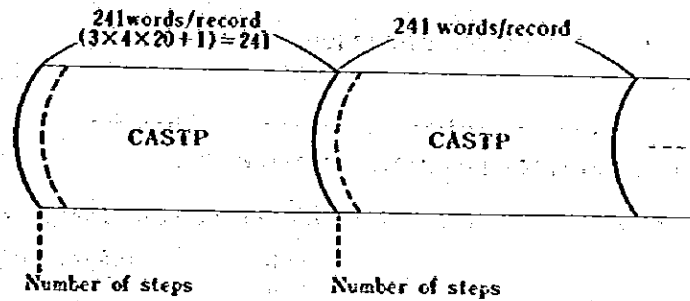 241words/record
(3×4×20+1)=241
241 words/record
CASTP
CASTP
Number of steps
Number of steps